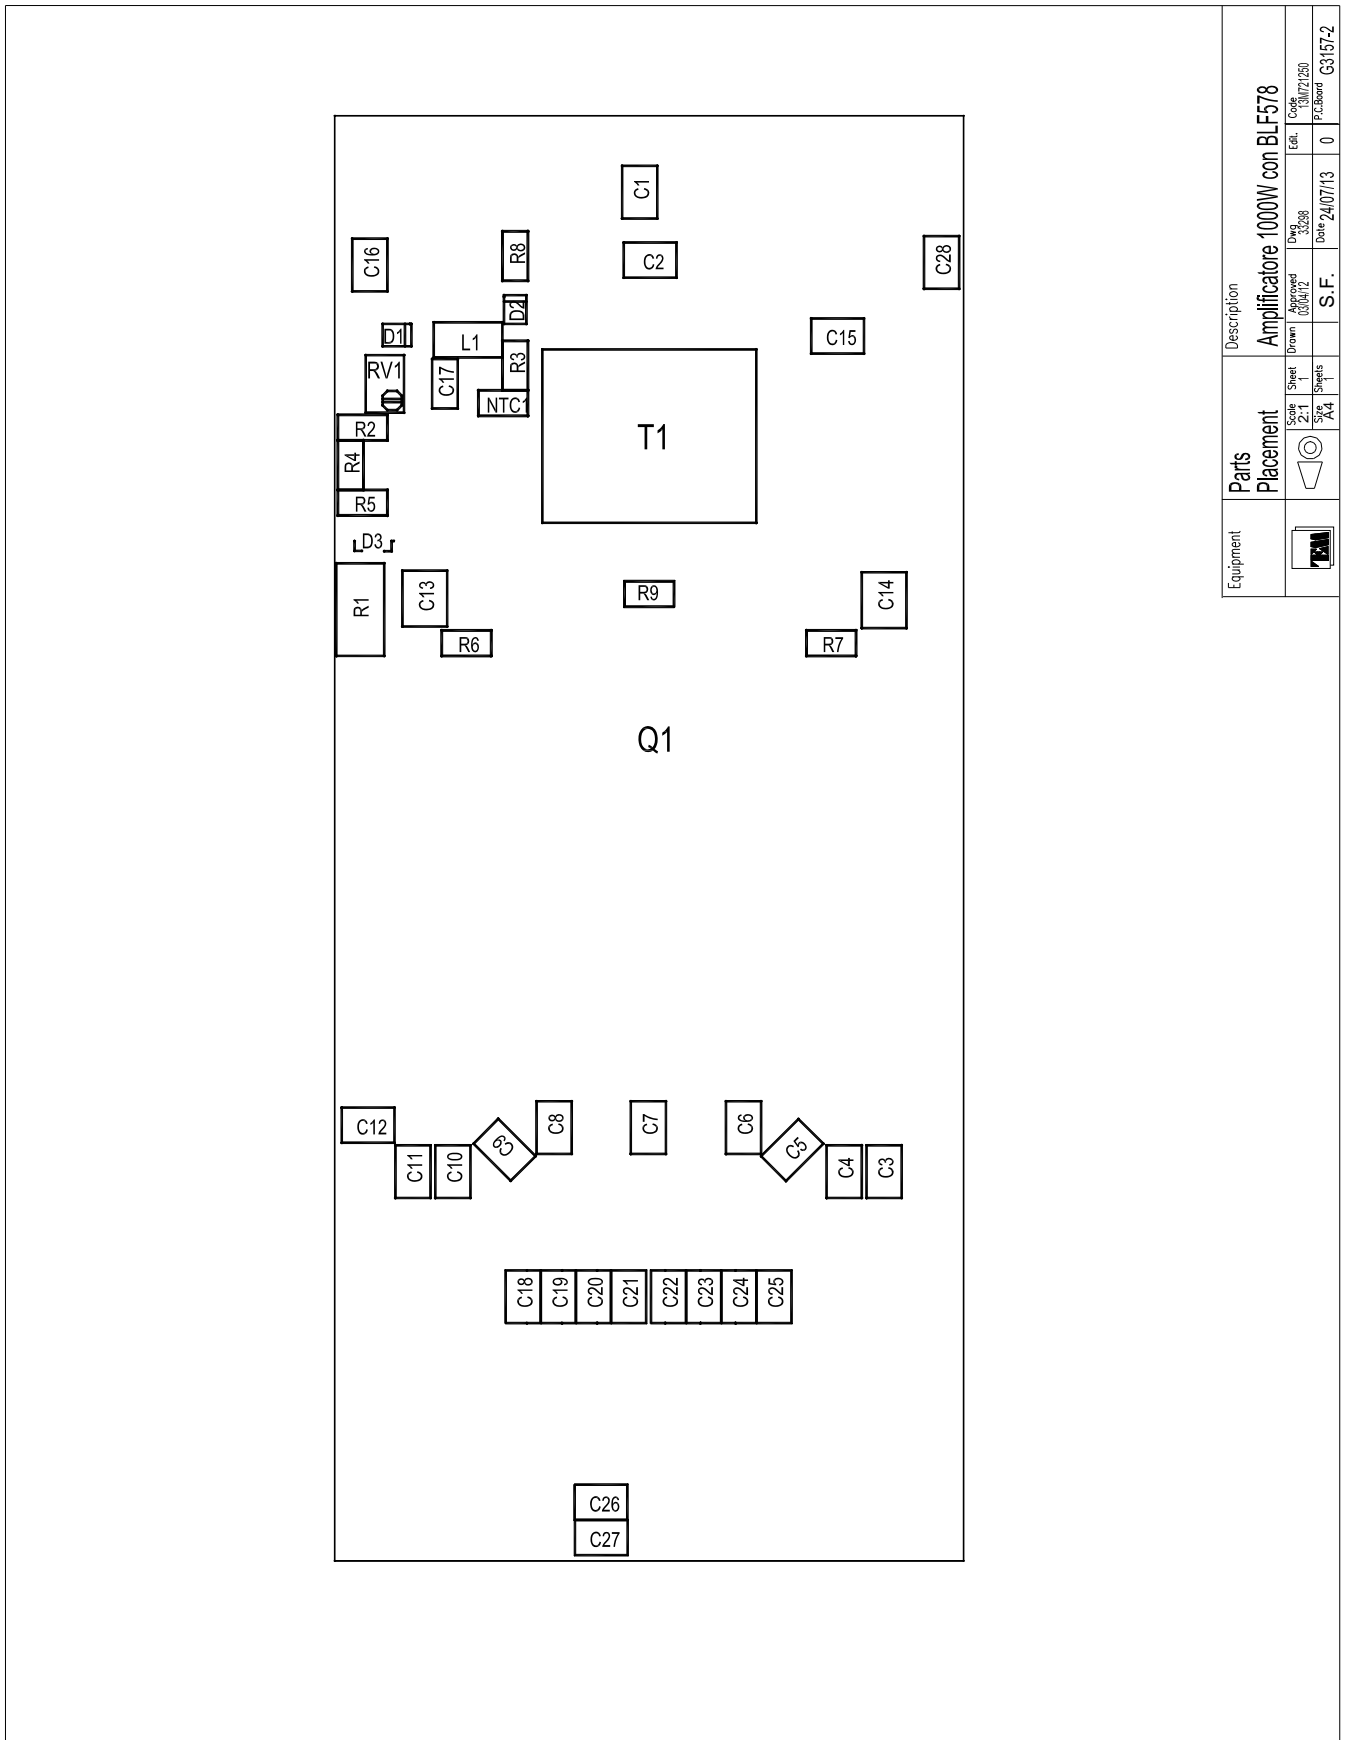 C1
C16
R8
C2
C28
D2
D1
L1
C15
R3
RV1
C17
NTC1
R2
T1
R4
R5
D3
R1
C13
R9
C14
R6
R7
Q1
C12
C8
C7
C6
C9
C5
C11
C10
C4
C3
C18
C19
C20
C21
C22
C23
C24
C25
C26
C27
Equipment
Parts
Placement
Description
Amplificatore 1000W con BLF578
Scale
2:1
Sheet
1
Drawn
Approved
03/04/12
Dwg
33298
Edit.
Code
13M721250
Size
A4
Sheets
1
S.F.
Date 24/07/13
0
P.C.Board G3157-2
TEM